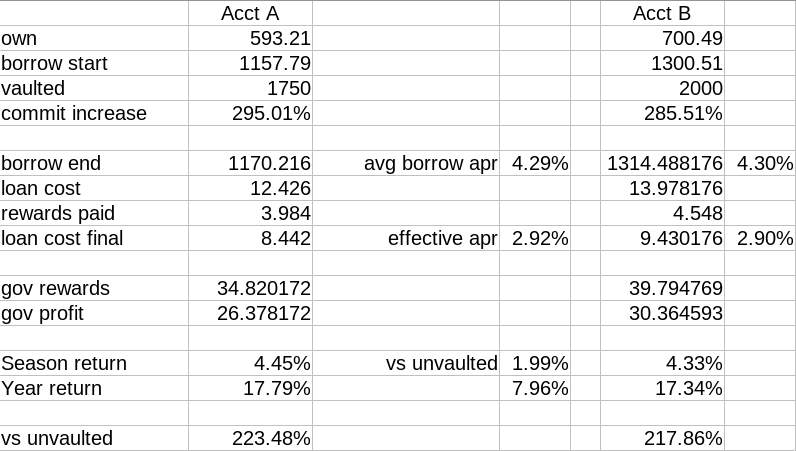 Acct A Acct B
own 593.21 700.49
borrow start 1157.79 1300.51
vaulted 1750 2000
commit increase 295.01% 285.51%
borrow end 1170.216 avg borrow apr 4.29% 1314.488176 4.30%
loan cost 12.426 13.978176
rewards paid 3.984 4.548
loan cost final 8.442 effective apr 2.92% 9.430176 2.90%
gov rewards 34.820172 39.794769
gov profit 26.378172 30.364593
Season return 4.45% vs unvaulted 1.99% 4.33%
Year return 17.79% 7.96% 17.34%
vs unvaulted 223.48% 217.86%